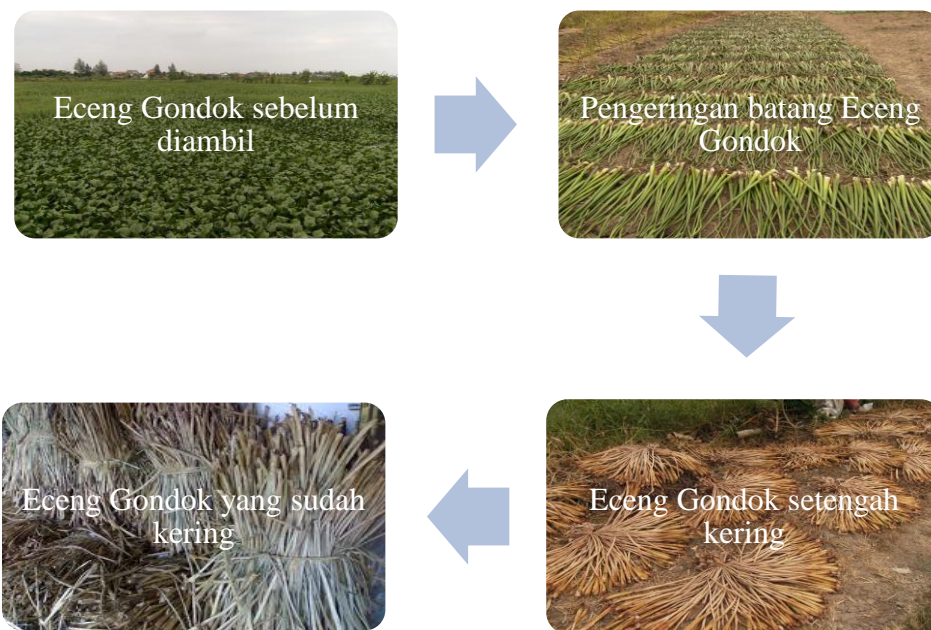 Eceng Gondok sebelum
diambil
Pengeringan batang Eceng
Gondok
Eceng Gondok setengah
kering
Eceng Gondok yang sudah
kering